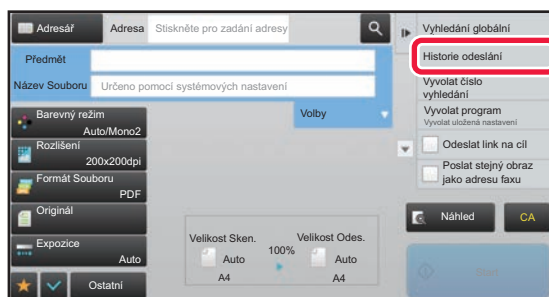 Adresář
Adresa
Stiskněte pro zadání adresy
Předmět
Název Souboru
Určeno pomocí systémových nastavení
Barevný režim
Auto/Mono2
Rozlišení
200x200dpi
Formát Souboru
PDF
Originál
Expozice
Auto
Ostatní
Volby
Velikost Sken.
100%
Velikost Odes.
Auto
Auto
A4
A4
Vyhledání globální
Historie odeslání
Vyvolat číslo
vyhledání
Vyvolat program
Vyvolat uložená nastavení
Odeslat link na cíl
Poslat stejný obraz
jako adresu faxu
Náhled
CA
Start